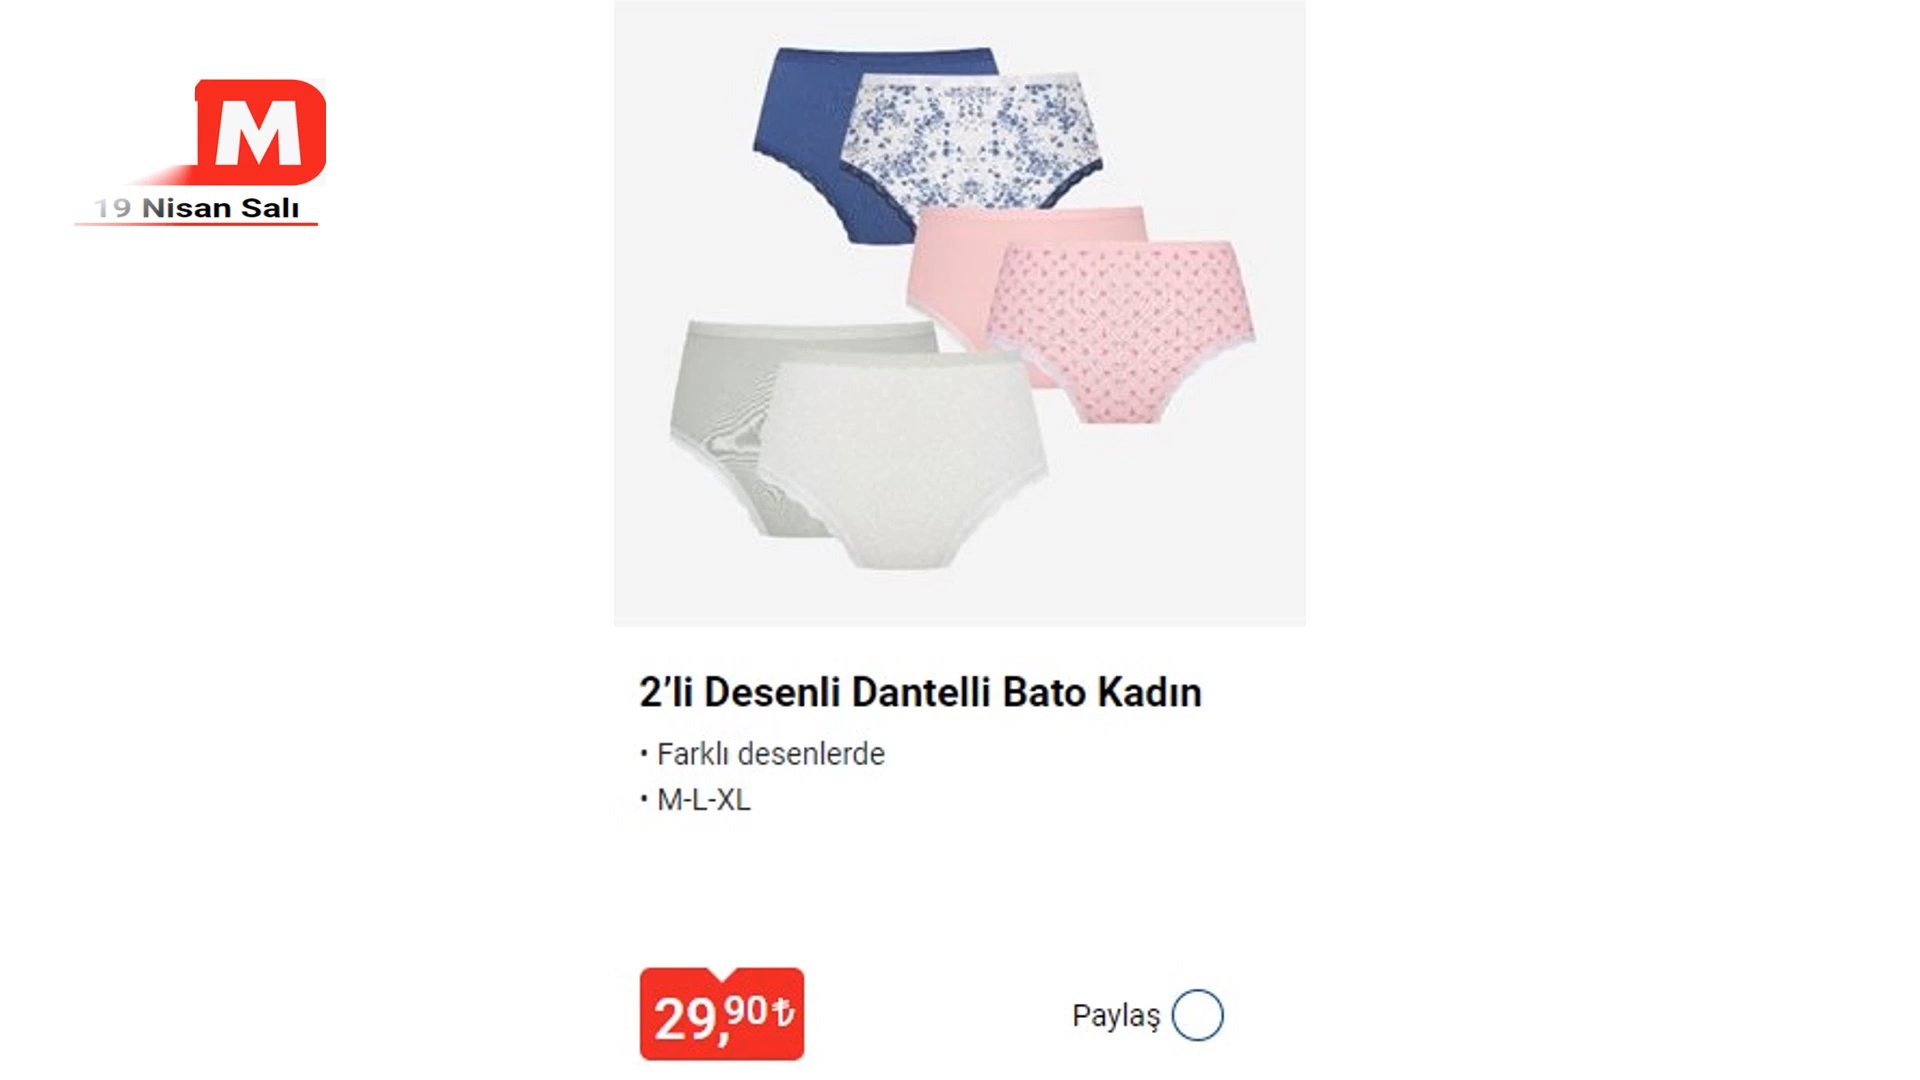 M
19 Nisan Salı
2’li Desenli Dantelli Bato Kadın
• Farklı desenlerde
• M-L-XL
29,90₺
Paylaş